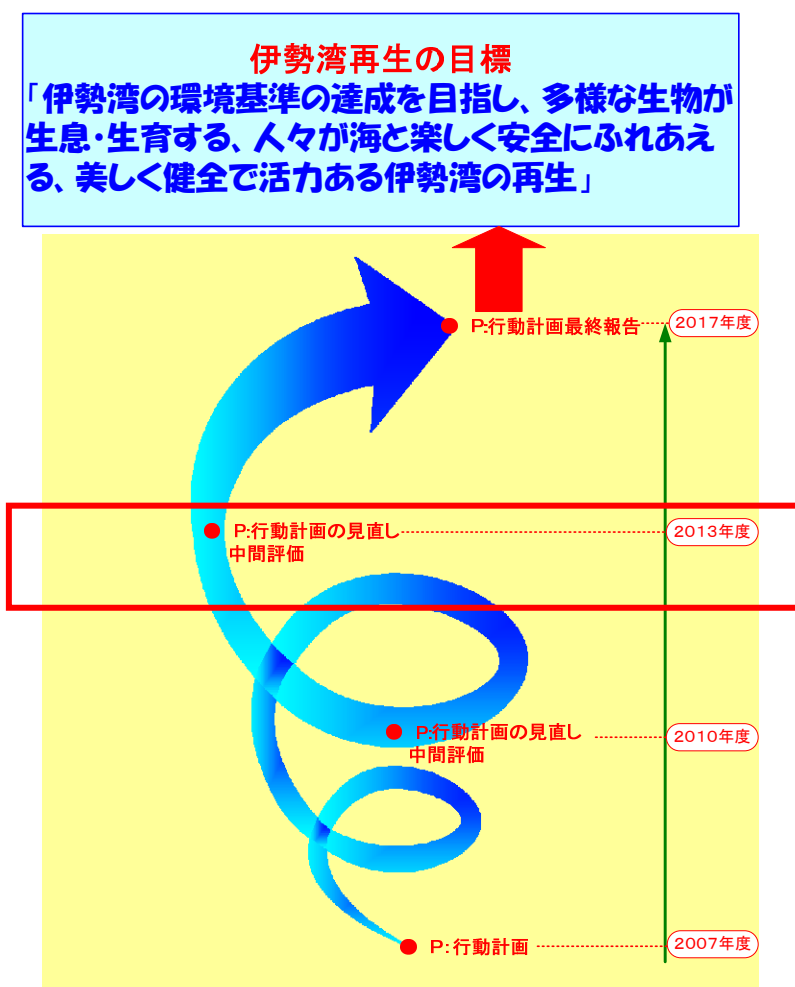 伊勢湾再生の目標
「伊勢湾の環境基準の達成を目指し、多様な生物が
生息・生育する、人々が海と楽しく安全にふれあえ
る、美しく健全で活力ある伊勢湾の再生」
P:行動計画最終報告
2017年度
P:行動計画の見直し
中間評価
2013年度
P:行動計画の見直し
中間評価
2010年度
P:行動計画
2007年度